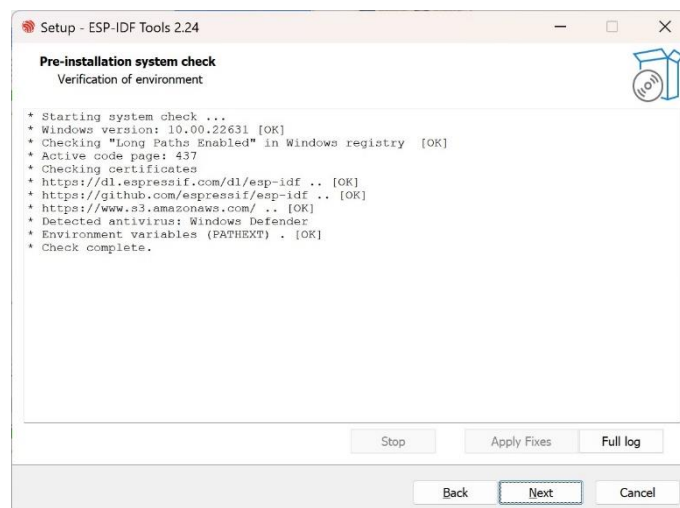 Setup - ESP-IDF Tools 2.24
Pre-installation system check
Verification of environment
* Starting system check ...
* Windows version: 10.00.22631 [OK]
* Checking "Long Paths Enabled" in Windows registry  [OK]
* Active code page: 437
* Checking certificates
* https://dl.espressif.com/dl/esp-idf .. [OK]
* https://github.com/espressif/esp-idf .. [OK]
* https://www.s3.amazonaws.com/ .. [OK]
* Detected antivirus: Windows Defender
* Environment variables (PATHEXT) . [OK]
* Check complete.
Stop Apply Fixes Full log
Back Next Cancel